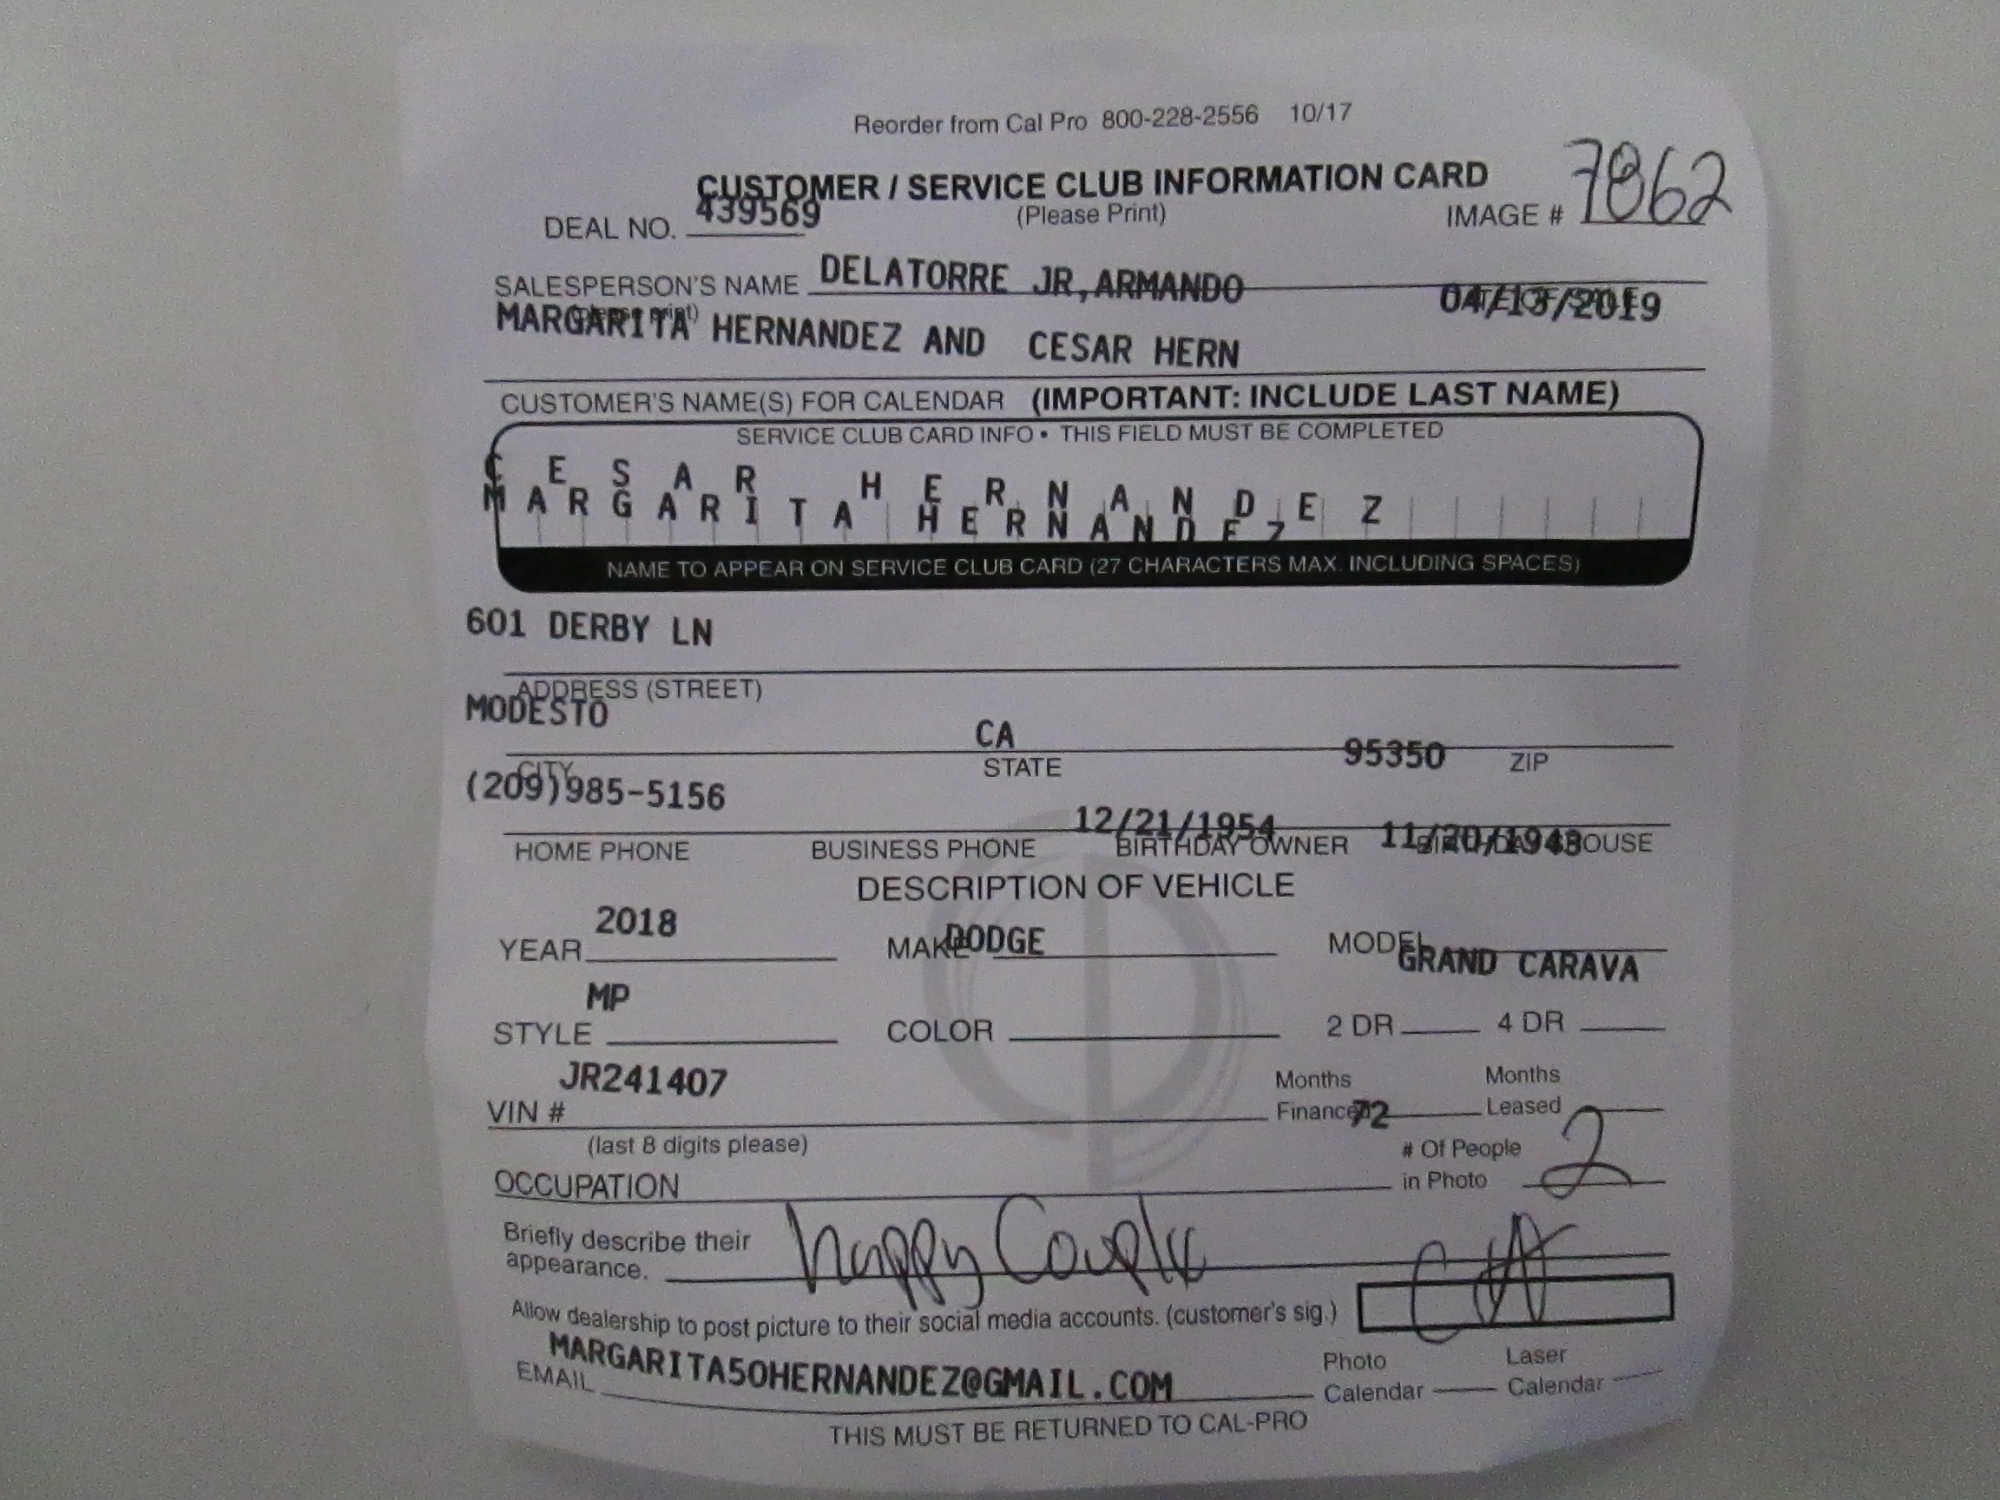 Reorder from Cal Pro 800-228-2556 10/17
CUSTOMER / SERVICE CLUB INFORMATION CARD
(Please Print)
DEAL NO. 439569
IMAGE # 7862
SALESPERSON'S NAME DELATORRE JR,ARMANDO
(please print)
04/13/2019
DATE OF SALE
MARGARITA HERNANDEZ AND CESAR HERN
CUSTOMER'S NAME(S) FOR CALENDAR (IMPORTANT: INCLUDE LAST NAME)
SERVICE CLUB CARD INFO • THIS FIELD MUST BE COMPLETED
CESAR HERNANDEZ
MARGARITA HERNANDEZ
NAME TO APPEAR ON SERVICE CLUB CARD (27 CHARACTERS MAX. INCLUDING SPACES)
601 DERBY LN
ADDRESS (STREET)
MODESTO CA 95350
CITY STATE ZIP
(209)985-5156 12/21/1954 11/20/1948
HOME PHONE BUSINESS PHONE BIRTHDAY OWNER BIRTHDAY SPOUSE
DESCRIPTION OF VEHICLE
YEAR 2018 MAKE DODGE MODEL GRAND CARAVA
STYLE MP COLOR 2 DR 4 DR
VIN # JR241407
(last 8 digits please)
Months Financed 72
Months Leased
OCCUPATION
# Of People in Photo 2
Briefly describe their
appearance. happy Couple
Allow dealership to post picture to their social media accounts. (customer's sig.) CH
EMAIL MARGARITA50HERNANDEZ@GMAIL.COM
Photo Calendar
Laser Calendar
THIS MUST BE RETURNED TO CAL-PRO